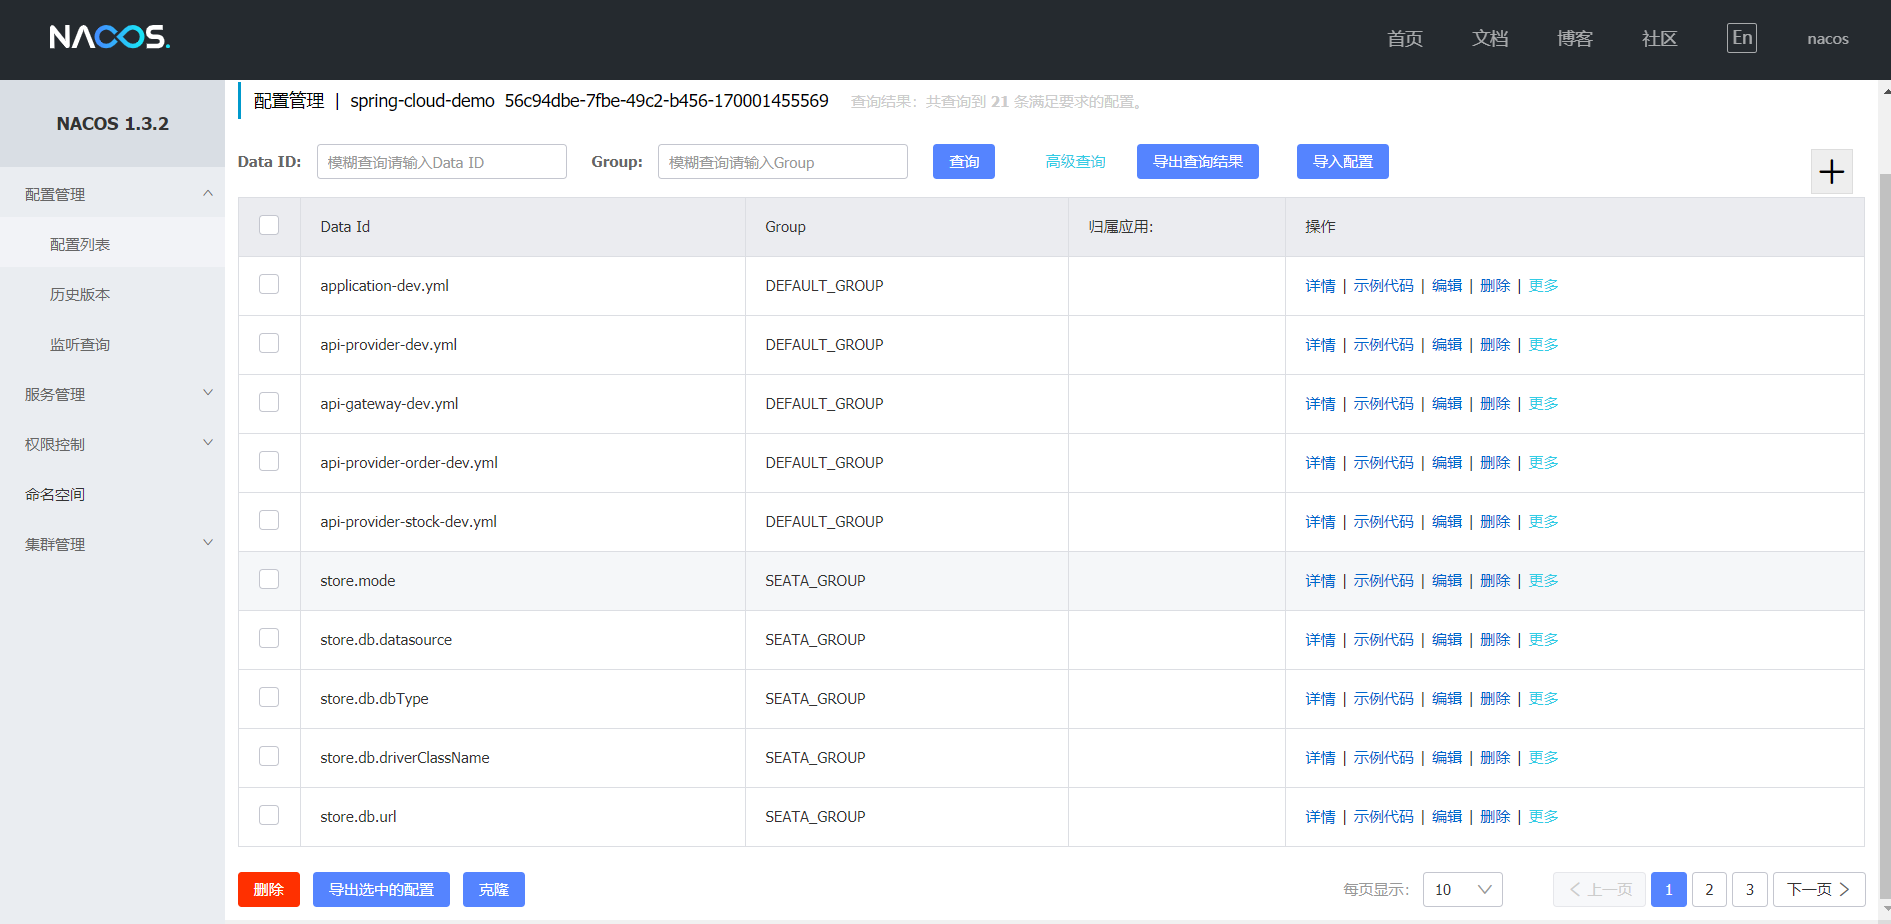 NACOS.
首页 文档 博客 社区 En nacos
NACOS 1.3.2
配置管理
配置列表
历史版本
监听查询
服务管理
权限控制
命名空间
集群管理
配置管理 | spring-cloud-demo 56c94dbe-7fbe-49c2-b456-170001455569 查询结果：共查询到 21 条满足要求的配置。
Data ID: 模糊查询请输入Data ID Group: 模糊查询请输入Group 查询 高级查询 导出查询结果 导入配置
Data Id Group 归属应用: 操作
application-dev.yml DEFAULT_GROUP 详情 | 示例代码 | 编辑 | 删除 | 更多
api-provider-dev.yml DEFAULT_GROUP 详情 | 示例代码 | 编辑 | 删除 | 更多
api-gateway-dev.yml DEFAULT_GROUP 详情 | 示例代码 | 编辑 | 删除 | 更多
api-provider-order-dev.yml DEFAULT_GROUP 详情 | 示例代码 | 编辑 | 删除 | 更多
api-provider-stock-dev.yml DEFAULT_GROUP 详情 | 示例代码 | 编辑 | 删除 | 更多
store.mode SEATA_GROUP 详情 | 示例代码 | 编辑 | 删除 | 更多
store.db.datasource SEATA_GROUP 详情 | 示例代码 | 编辑 | 删除 | 更多
store.db.dbType SEATA_GROUP 详情 | 示例代码 | 编辑 | 删除 | 更多
store.db.driverClassName SEATA_GROUP 详情 | 示例代码 | 编辑 | 删除 | 更多
store.db.url SEATA_GROUP 详情 | 示例代码 | 编辑 | 删除 | 更多
删除 导出选中的配置 克隆 每页显示: 10 上一页 1 2 3 下一页